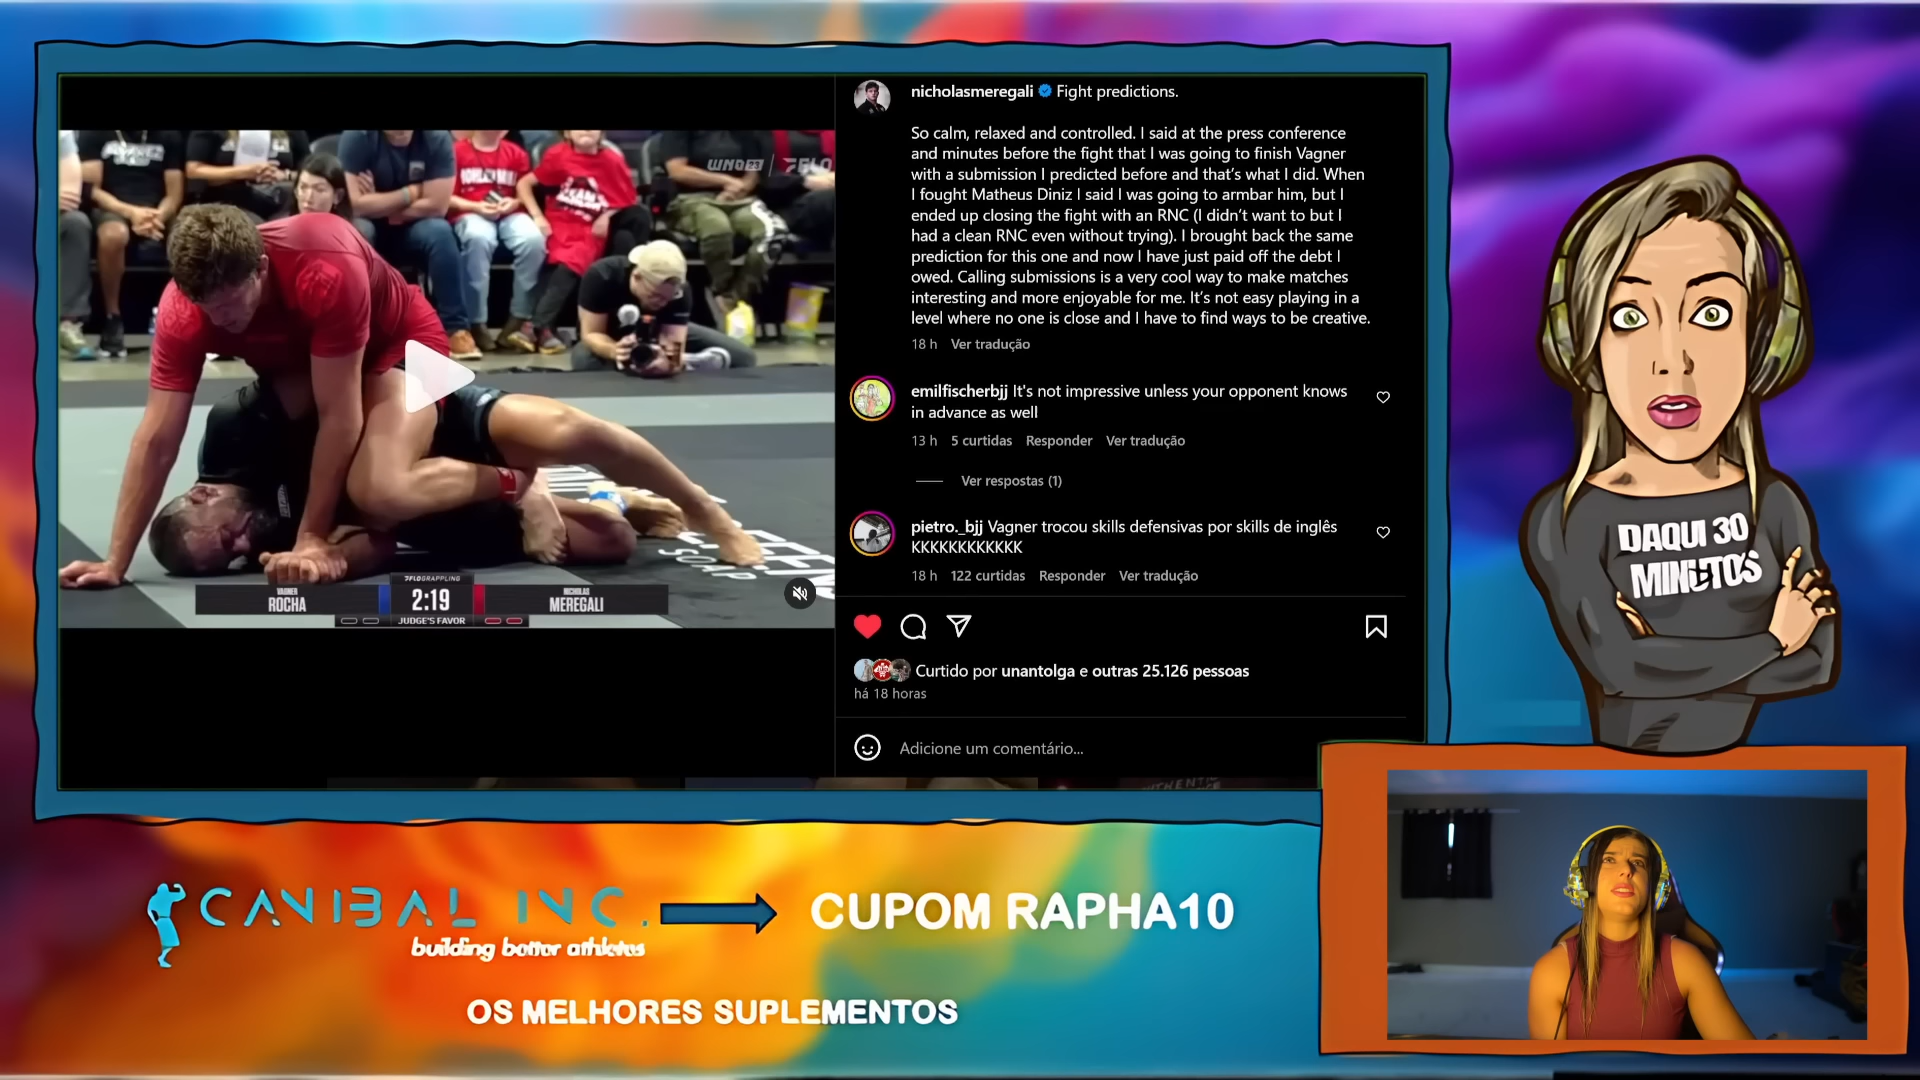 WNO 23 FLO
VAGNER
ROCHA
FLOGRAPPLING
2:19
JUDGE'S FAVOR
NICHOLAS
MEREGALI
SOAP
nicholasmeregali Fight predictions.
So calm, relaxed and controlled. I said at the press conference
and minutes before the fight that I was going to finish Vagner
with a submission I predicted before and that's what I did. When
I fought Matheus Diniz I said I was going to armbar him, but I
ended up closing the fight with an RNC (I didn't want to but I
had a clean RNC even without trying). I brought back the same
prediction for this one and now I have just paid off the debt I
owed. Calling submissions is a very cool way to make matches
interesting and more enjoyable for me. It's not easy playing in a
level where no one is close and I have to find ways to be creative.
18 h Ver tradução
emilfischerbjj It's not impressive unless your opponent knows
in advance as well
13 h 5 curtidas Responder Ver tradução
Ver respostas (1)
pietro._bjj Vagner trocou skills defensivas por skills de inglês
KKKKKKKKKKKK
18 h 122 curtidas Responder Ver tradução
Curtido por unantolga e outras 25.126 pessoas
há 18 horas
Adicione um comentário...
DAQUI 30
MINUTOS
CANIBAL INC.
building better athletes
CUPOM RAPHA10
OS MELHORES SUPLEMENTOS